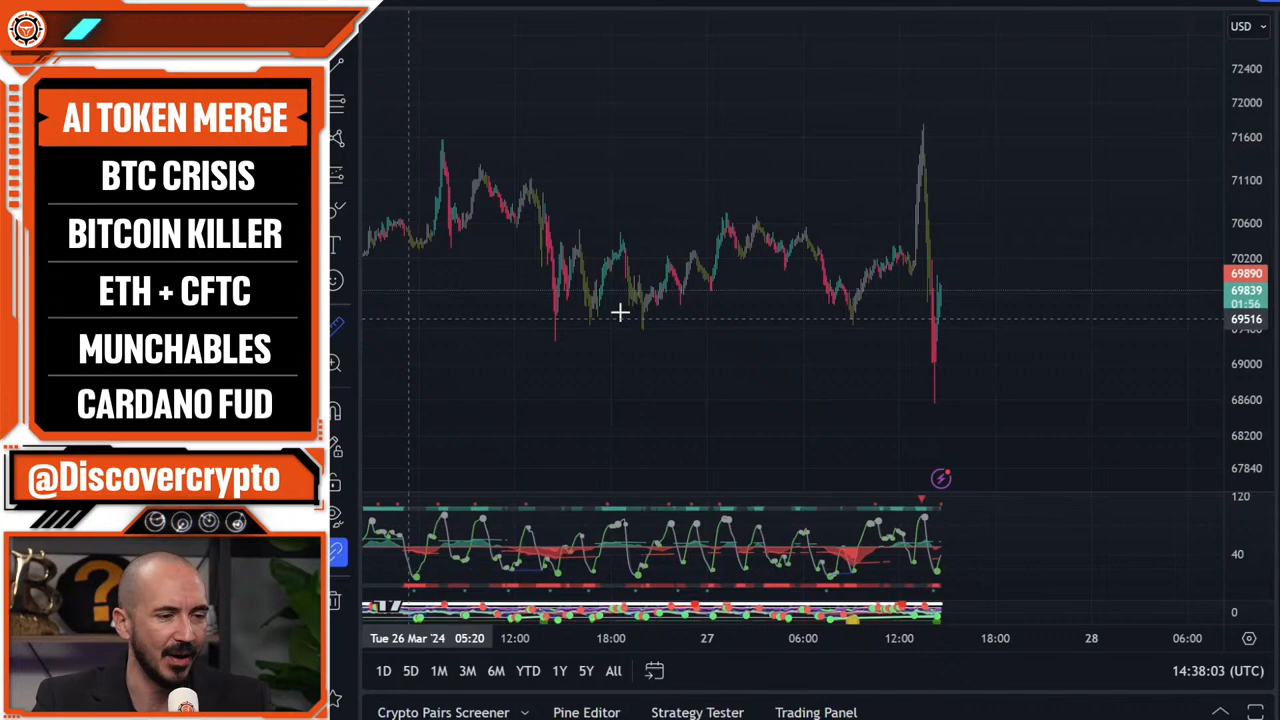 AI TOKEN MERGE
BTC CRISIS
BITCOIN KILLER
ETH + CFTC
MUNCHABLES
CARDANO FUD
@Discovercrypto
USD
72400
72000
71600
71100
70600
70200
69890
69839
01:56
69516
69000
68600
68200
67840
120
40
0
Tue 26 Mar '24 05:20 12:00 18:00 27 06:00 12:00 18:00 28 06:00
1D 5D 1M 3M 6M YTD 1Y 5Y All 14:38:03 (UTC)
Crypto Pairs Screener Pine Editor Strategy Tester Trading Panel